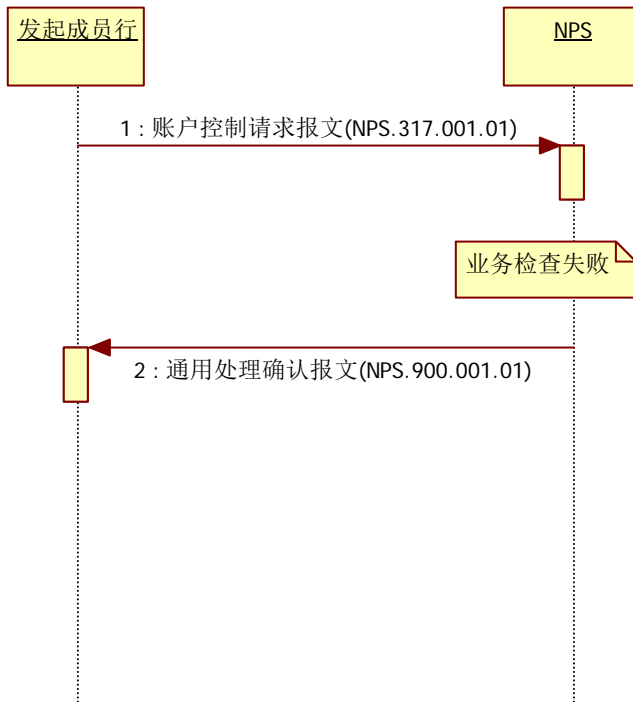 发起成员行
NPS
1 : 账户控制请求报文(NPS.317.001.01)
业务检查失败
2 : 通用处理确认报文(NPS.900.001.01)